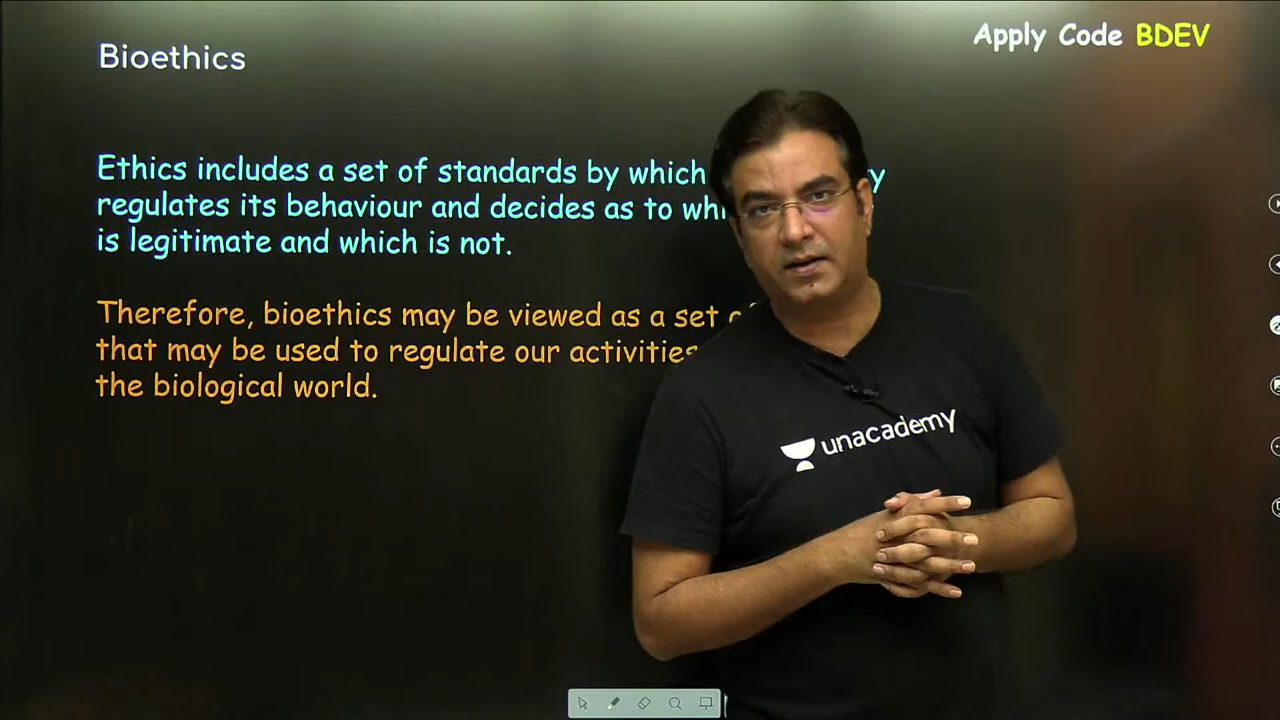 Apply Code BDEV
Bioethics
Ethics includes a set of standards by which
regulates its behaviour and decides as to
is legitimate and which is not.
Therefore, bioethics may be viewed as a set
that may be used to regulate our activities
the biological world.
unacademy